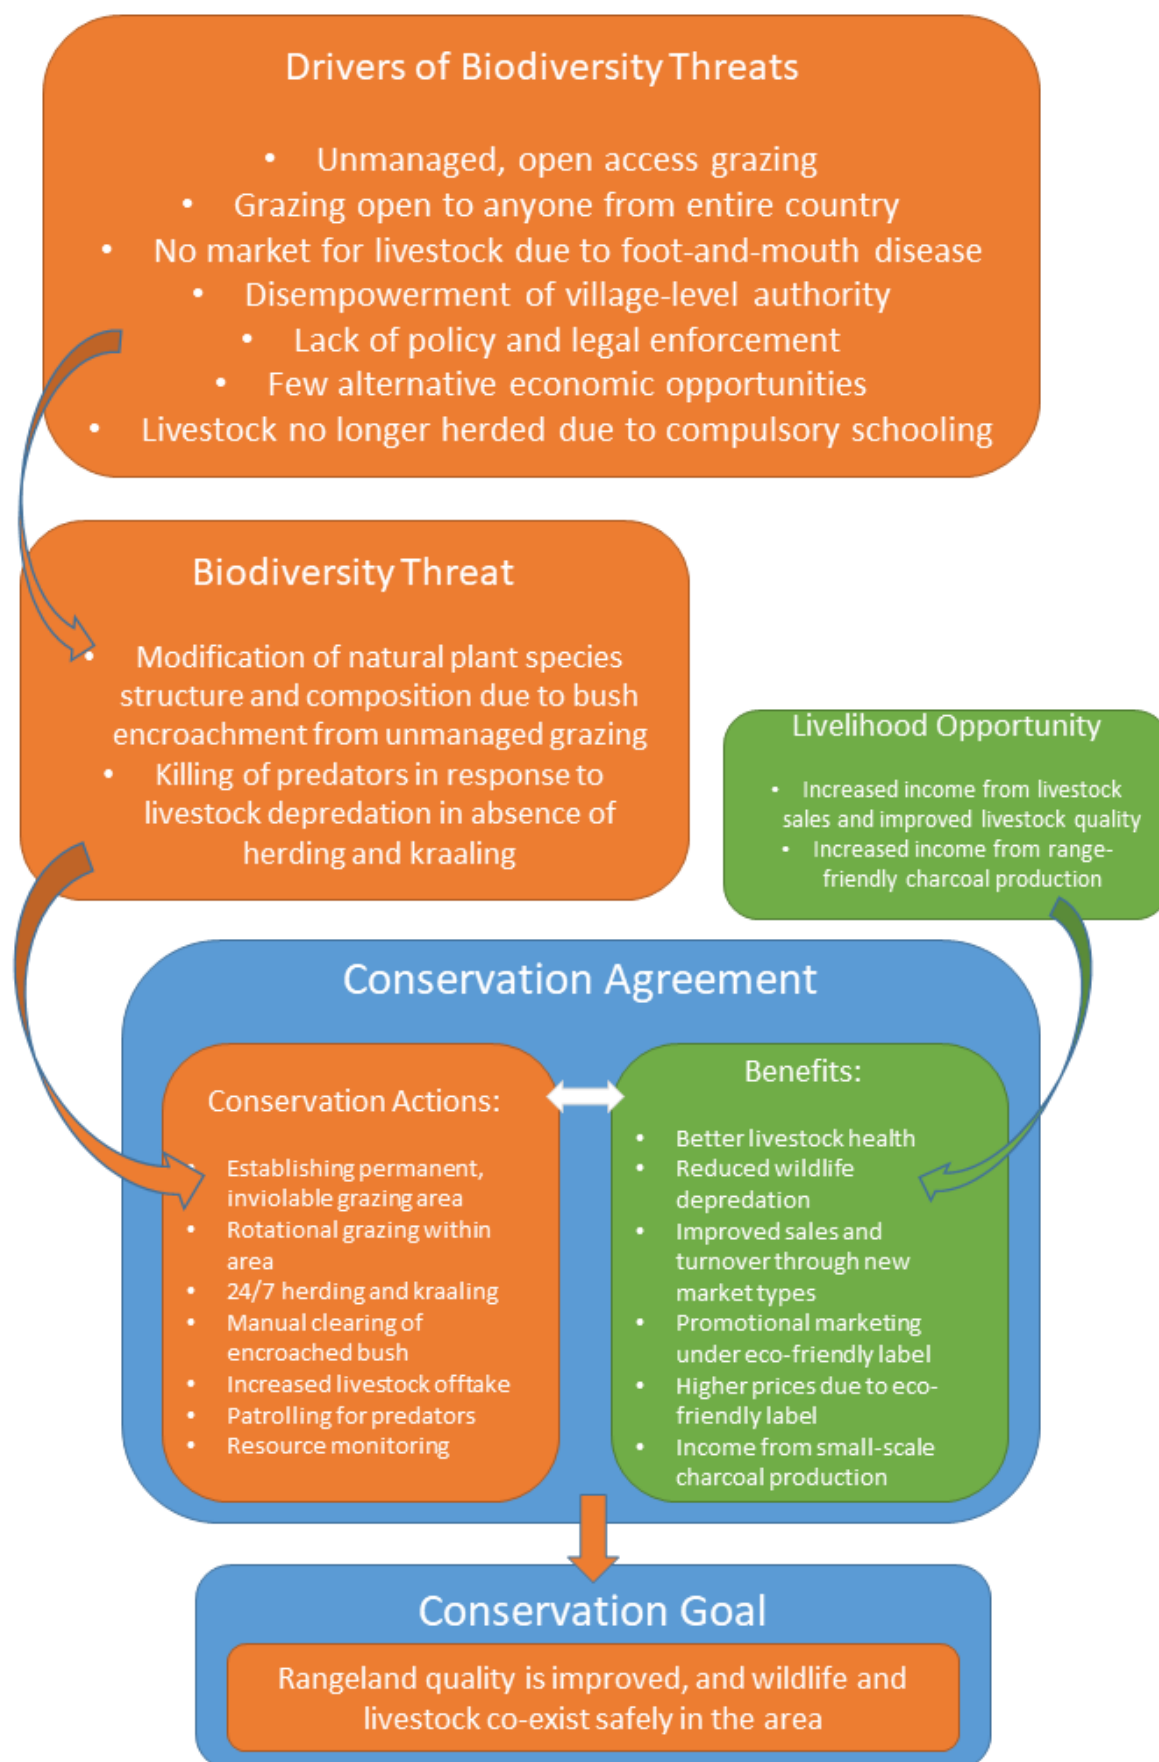 Drivers of Biodiversity Threats
• Unmanaged, open access grazing
• Grazing open to anyone from entire country
• No market for livestock due to foot-and-mouth disease
• Disempowerment of village-level authority
• Lack of policy and legal enforcement
• Few alternative economic opportunities
• Livestock no longer herded due to compulsory schooling
Biodiversity Threat
• Modification of natural plant species
structure and composition due to bush
encroachment from unmanaged grazing
• Killing of predators in response to
livestock depredation in absence of
herding and kraaling
Livelihood Opportunity
• Increased income from livestock
sales and improved livestock quality
• Increased income from range-
friendly charcoal production
Conservation Agreement
Conservation Actions:
• Establishing permanent,
inviolable grazing area
• Rotational grazing within
area
• 24/7 herding and kraaling
• Manual clearing of
encroached bush
• Increased livestock offtake
• Patrolling for predators
• Resource monitoring
Benefits:
• Better livestock health
• Reduced wildlife
depredation
• Improved sales and
turnover through new
market types
• Promotional marketing
under eco-friendly label
• Higher prices due to eco-
friendly label
• Income from small-scale
charcoal production
Conservation Goal
Rangeland quality is improved, and wildlife and
livestock co-exist safely in the area